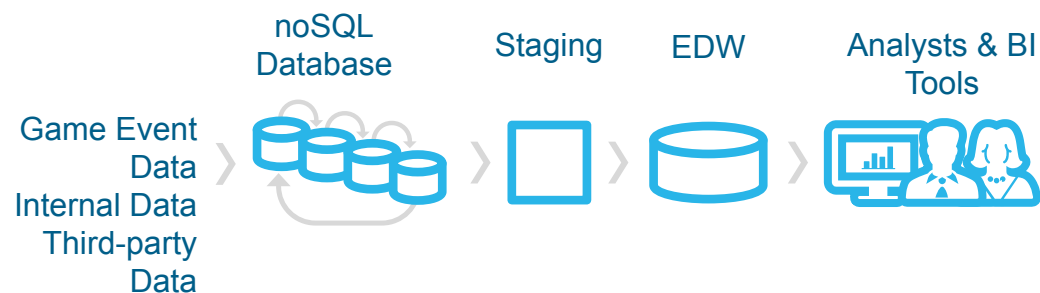 noSQL
Database
Staging
EDW
Analysts & BI
Tools
Game Event
Data
Internal Data
Third-party
Data